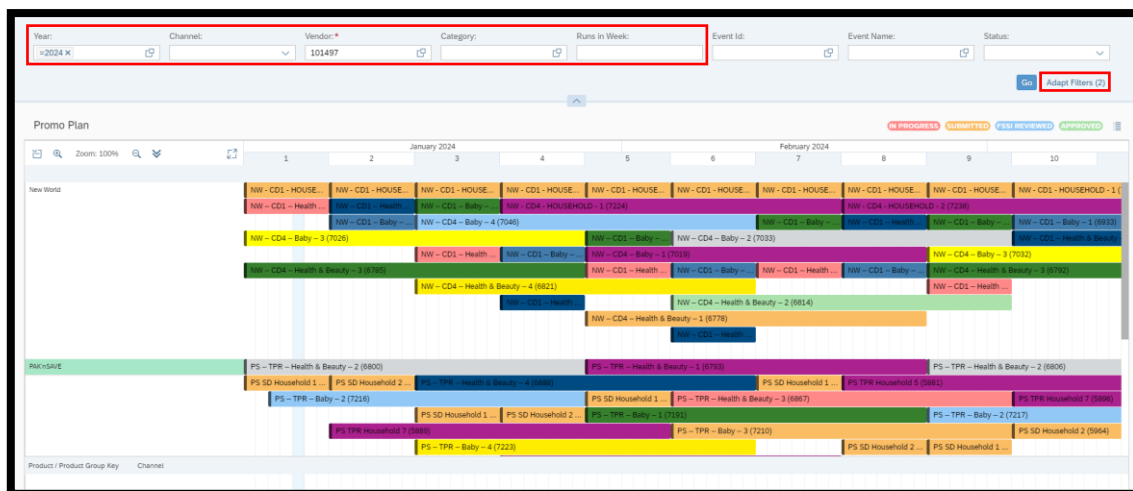 Year: Channel: Vendor:* Category: Runs in Week: Event Id: Event Name: Status:
=2024 × 101497
Go Adapt Filters (2)
Promo Plan IN PROGRESS SUBMITTED FSSI REVIEWED APPROVED
Zoom: 100% January 2024 February 2024
1 2 3 4 5 6 7 8 9 10
New World NW - CD1 - HOUSE... NW - CD1 - HOUSE... NW - CD1 - HOUSE... NW - CD1 - HOUSE... NW - CD1 - HOUSE... NW - CD1 - HOUSE... NW - CD1 - HOUSE... NW - CD1 - HOUSE... NW - CD1 - HOUSE... NW - CD1 - HOUSEHOLD - 1 (
NW – CD1 – Health ... NW – CD1 – Health ... NW – CD1 – Baby – ... NW - CD4 - HOUSEHOLD - 1 (7224) NW - CD4 - HOUSEHOLD - 2 (7238)
NW – CD1 – Baby – ... NW – CD4 – Baby – 4 (7046) NW – CD1 – Baby – ... NW – CD1 – Health ... NW – CD1 – Baby – ... NW – CD1 – Baby – 1 (6933)
NW – CD4 – Baby – 3 (7026) NW – CD1 – Baby – ... NW – CD4 – Baby – 2 (7033) NW – CD1 – Health & Beauty
NW – CD1 – Health ... NW – CD1 – Baby – ... NW – CD4 – Baby – 1 (7019) NW – CD4 – Baby – 3 (7032)
NW – CD4 – Health & Beauty – 3 (6785) NW – CD1 – Health ... NW – CD1 – Baby – ... NW – CD1 – Health ... NW – CD1 – Baby – ... NW – CD4 – Health & Beauty – 3 (6792)
NW – CD4 – Health & Beauty – 4 (6821) NW – CD1 – Health ...
NW – CD1 – Health ... NW – CD4 – Health & Beauty – 2 (6814)
NW – CD4 – Health & Beauty – 1 (6778)
NW – CD1 – Health ...
PAK'nSAVE PS – TPR – Health & Beauty – 2 (6800) PS – TPR – Health & Beauty – 1 (6793) PS – TPR – Health & Beauty – 2 (6806)
PS SD Household 1 ... PS SD Household 2 ... PS – TPR – Health & Beauty – 4 PS SD Household 1 ... PS TPR Household 5 (5881)
PS – TPR – Baby – 2 (7216) PS SD Household 1 ... PS – TPR – Health & Beauty – 3 (6867) PS TPR Household 7 (5896)
PS SD Household 1 ... PS SD Household 2 ... PS – TPR – Baby – 1 (7191) PS – TPR – Baby – 2 (7217)
PS TPR Household 7 PS – TPR – Baby – 3 (7210) PS SD Household 2 (5964)
PS – TPR – Baby – 4 (7223) PS SD Household 2 ... PS SD Household 1 ...
Product / Product Group Key Channel